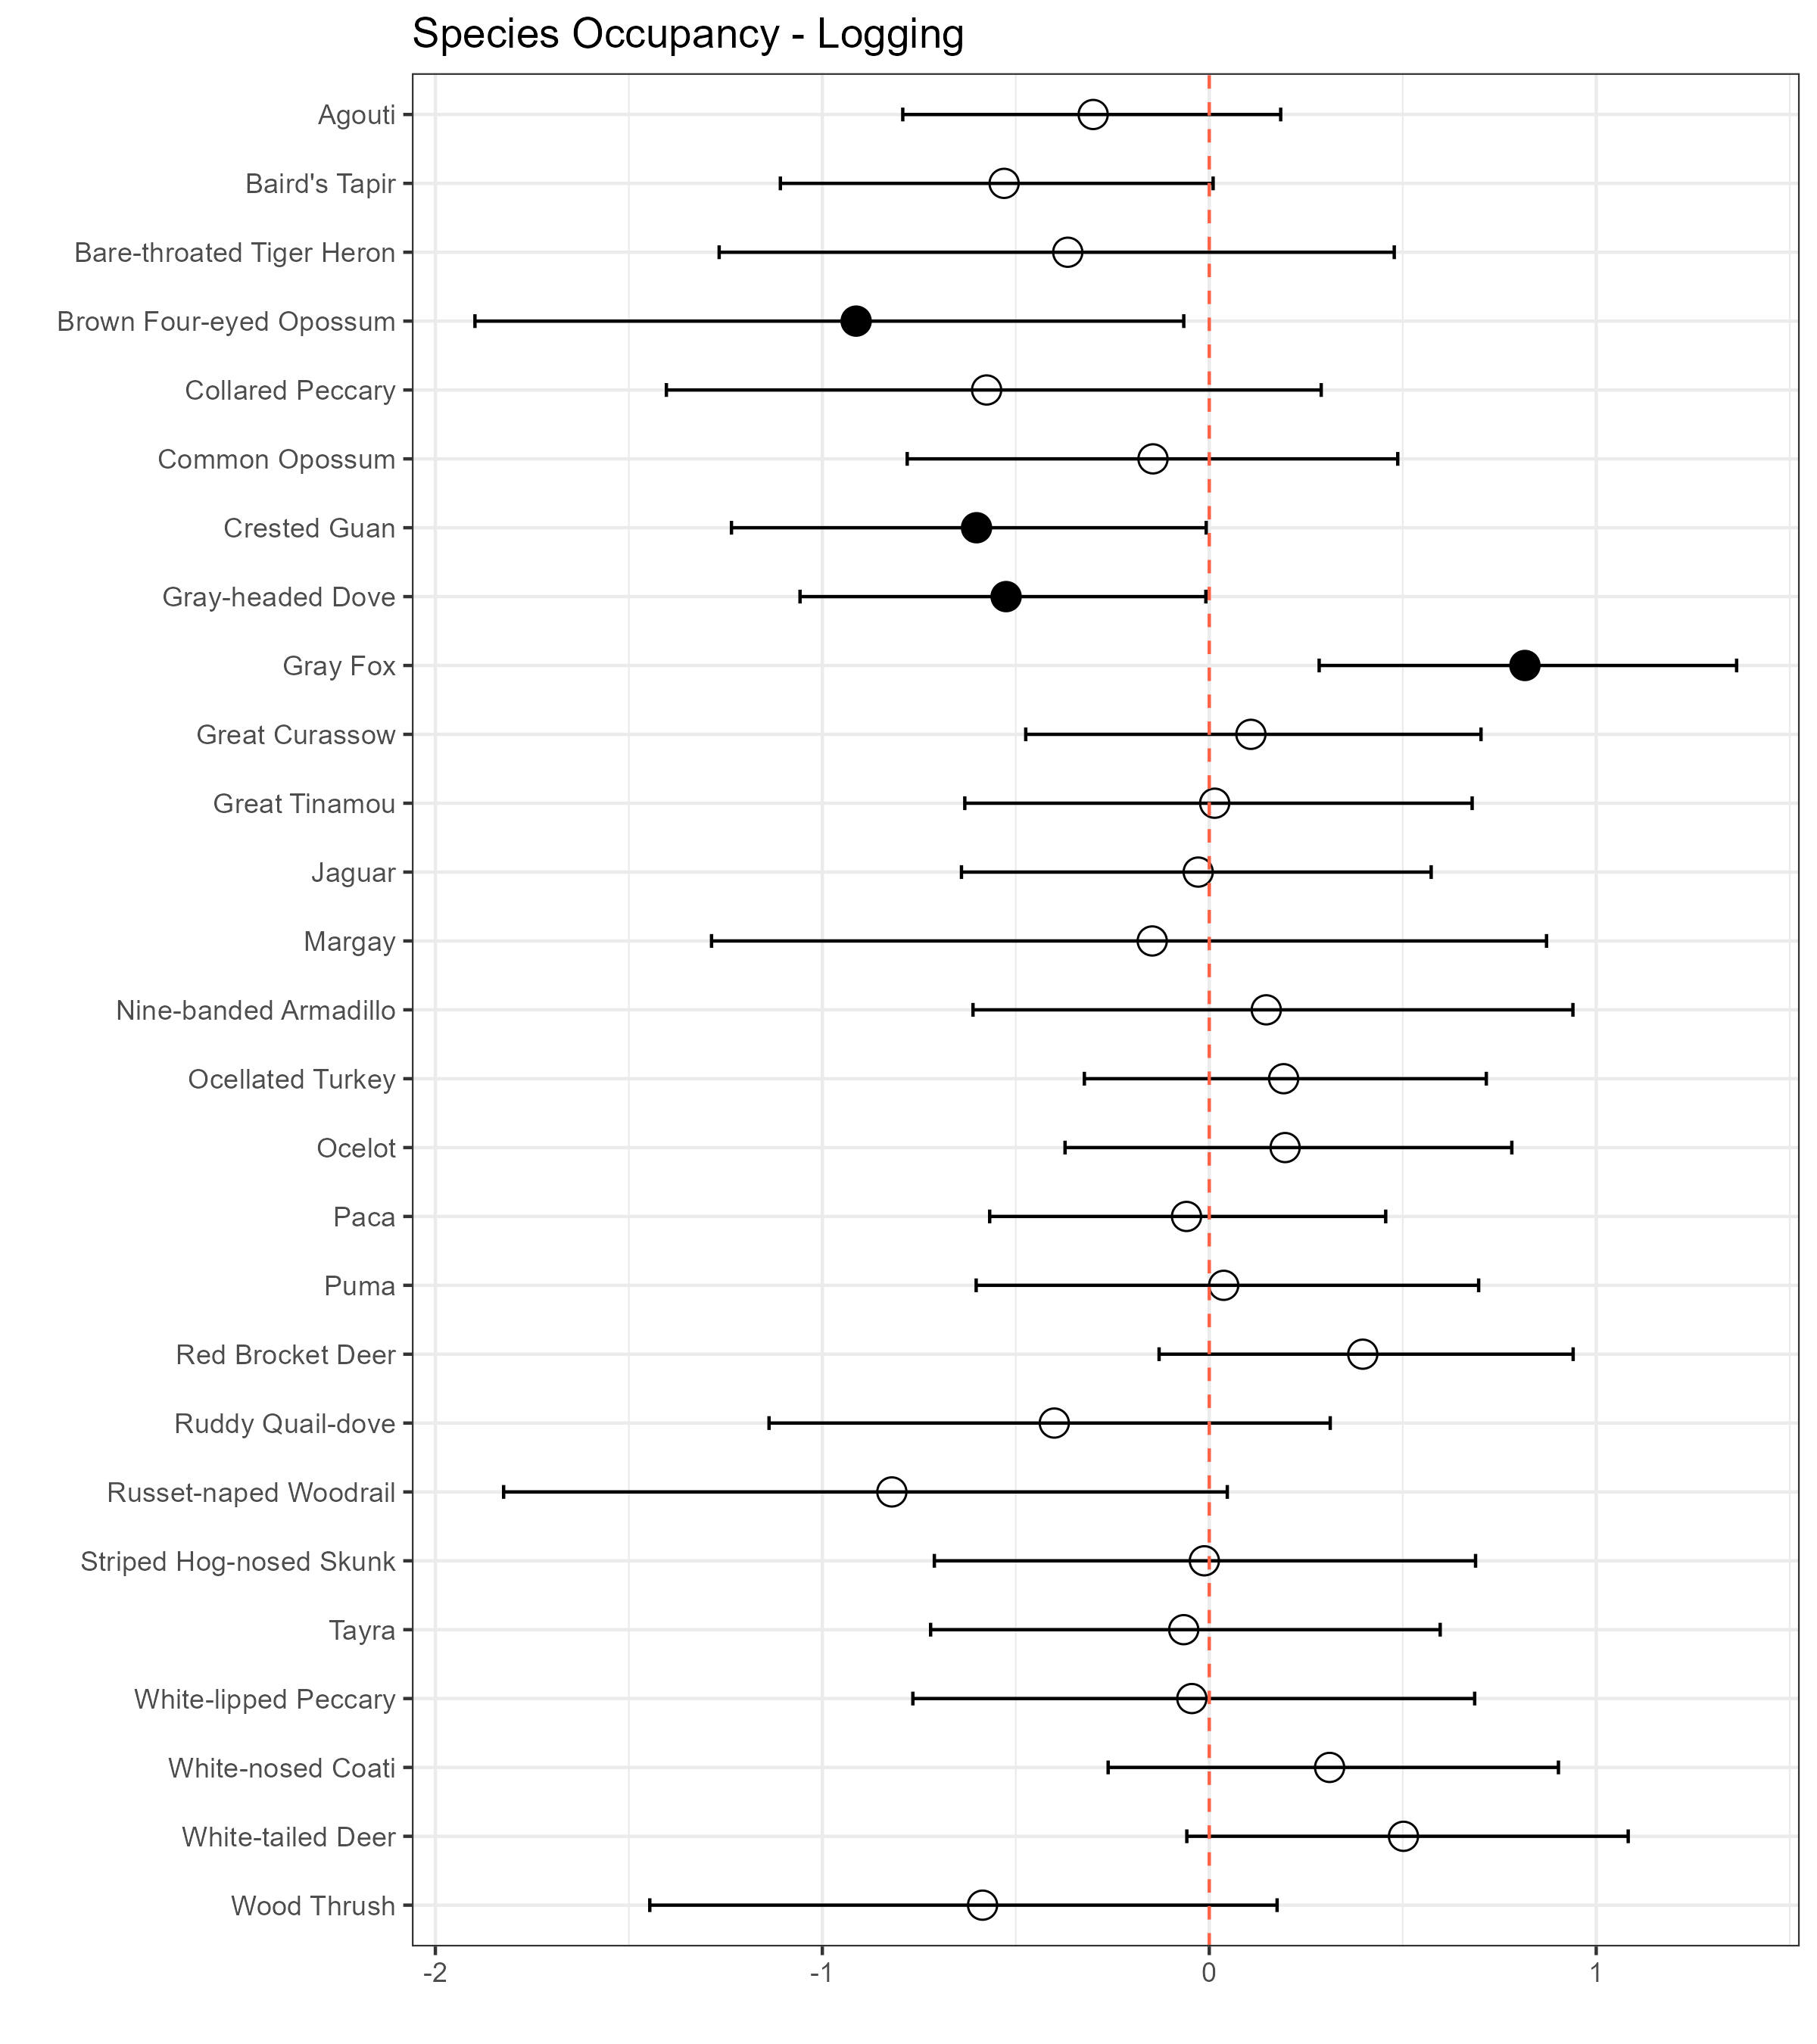 Species Occupancy - Logging
Agouti
Baird's Tapir
Bare-throated Tiger Heron
Brown Four-eyed Opossum
Collared Peccary
Common Opossum
Crested Guan
Gray-headed Dove
Gray Fox
Great Curassow
Great Tinamou
Jaguar
Margay
Nine-banded Armadillo
Ocellated Turkey
Ocelot
Paca
Puma
Red Brocket Deer
Ruddy Quail-dove
Russet-naped Woodrail
Striped Hog-nosed Skunk
Tayra
White-lipped Peccary
White-nosed Coati
White-tailed Deer
Wood Thrush
-2 -1 0 1